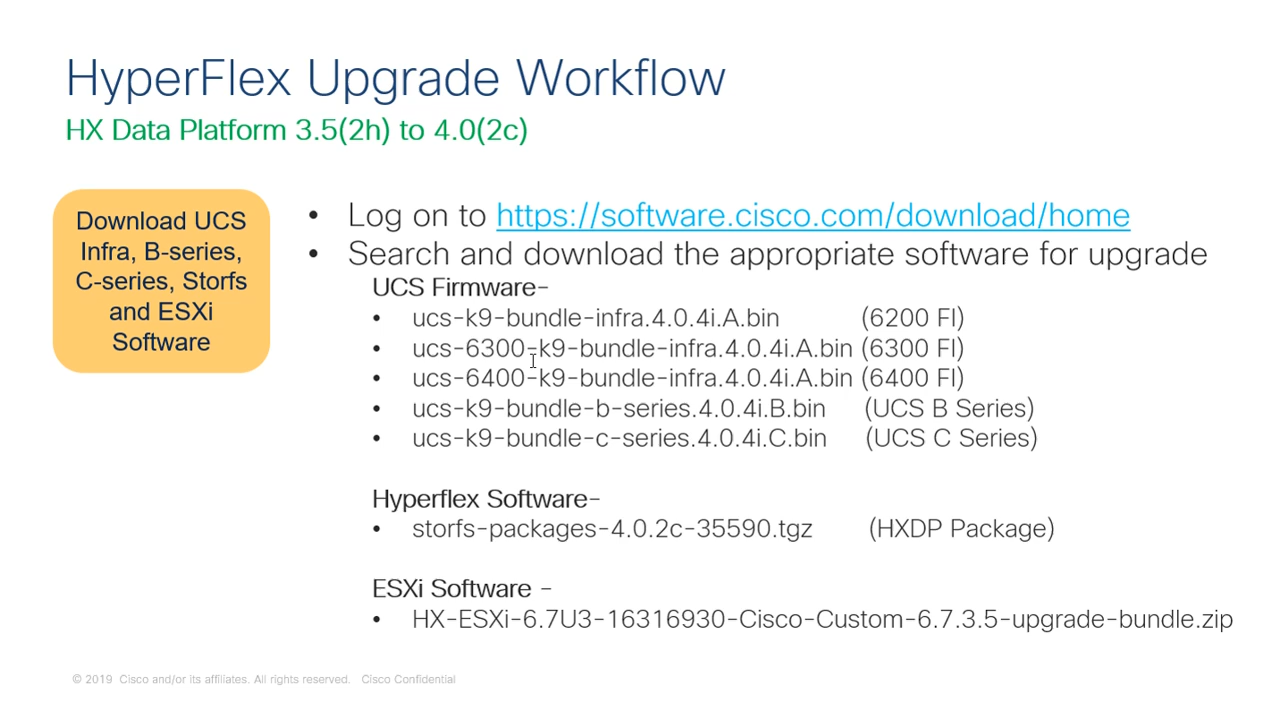 HyperFlex Upgrade Workflow
HX Data Platform 3.5(2h) to 4.0(2c)
Download UCS
Infra, B-series,
C-series, Storfs
and ESXi
Software
• Log on to https://software.cisco.com/download/home
• Search and download the appropriate software for upgrade
UCS Firmware-
• ucs-k9-bundle-infra.4.0.4i.A.bin (6200 FI)
• ucs-6300-k9-bundle-infra.4.0.4i.A.bin (6300 FI)
• ucs-6400-k9-bundle-infra.4.0.4i.A.bin (6400 FI)
• ucs-k9-bundle-b-series.4.0.4i.B.bin (UCS B Series)
• ucs-k9-bundle-c-series.4.0.4i.C.bin (UCS C Series)
Hyperflex Software-
• storfs-packages-4.0.2c-35590.tgz (HXDP Package)
ESXi Software -
• HX-ESXi-6.7U3-16316930-Cisco-Custom-6.7.3.5-upgrade-bundle.zip
© 2019 Cisco and/or its affiliates. All rights reserved. Cisco Confidential